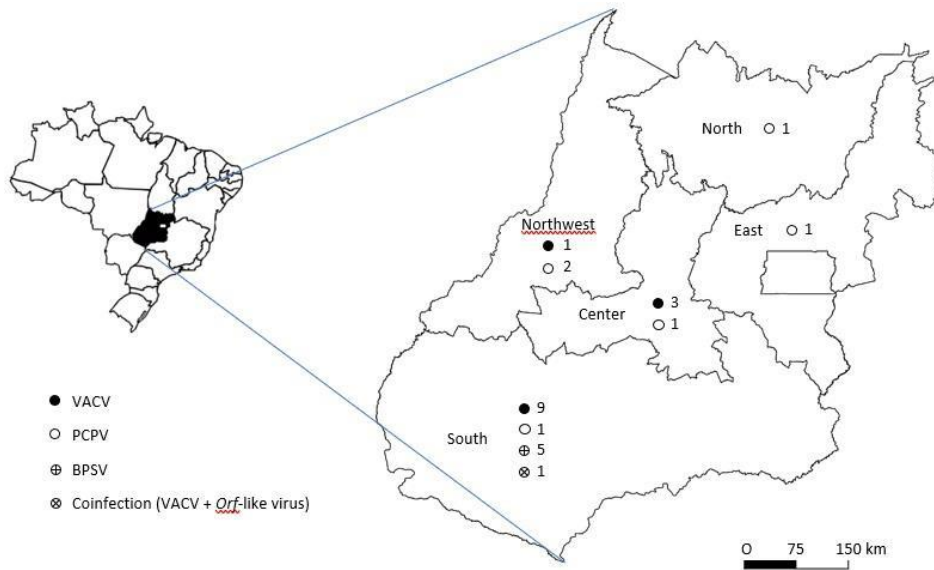 North 1
East 1
Northwest
1
2
3
Center
1
9
1
South
5
1
VACV
PCPV
BPSV
Coinfection (VACV + Orf-like virus)
O 75 150 km